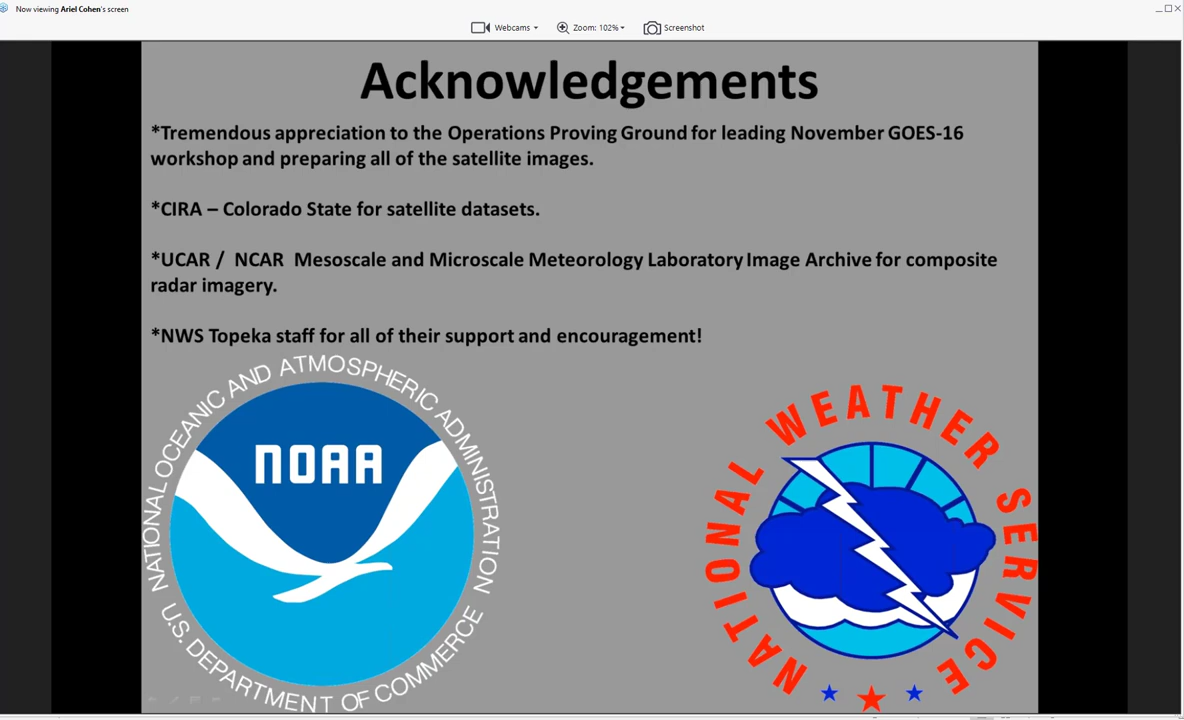 Now viewing Ariel Cohen's screen
Webcams
Zoom: 102%
Screenshot
Acknowledgements
*Tremendous appreciation to the Operations Proving Ground for leading November GOES-16
workshop and preparing all of the satellite images.
*CIRA – Colorado State for satellite datasets.
*UCAR / NCAR Mesoscale and Microscale Meteorology Laboratory Image Archive for composite
radar imagery.
*NWS Topeka staff for all of their support and encouragement!
NATIONAL OCEANIC AND ATMOSPHERIC ADMINISTRATION
NOAA
U.S. DEPARTMENT OF COMMERCE
NATIONAL WEATHER SERVICE